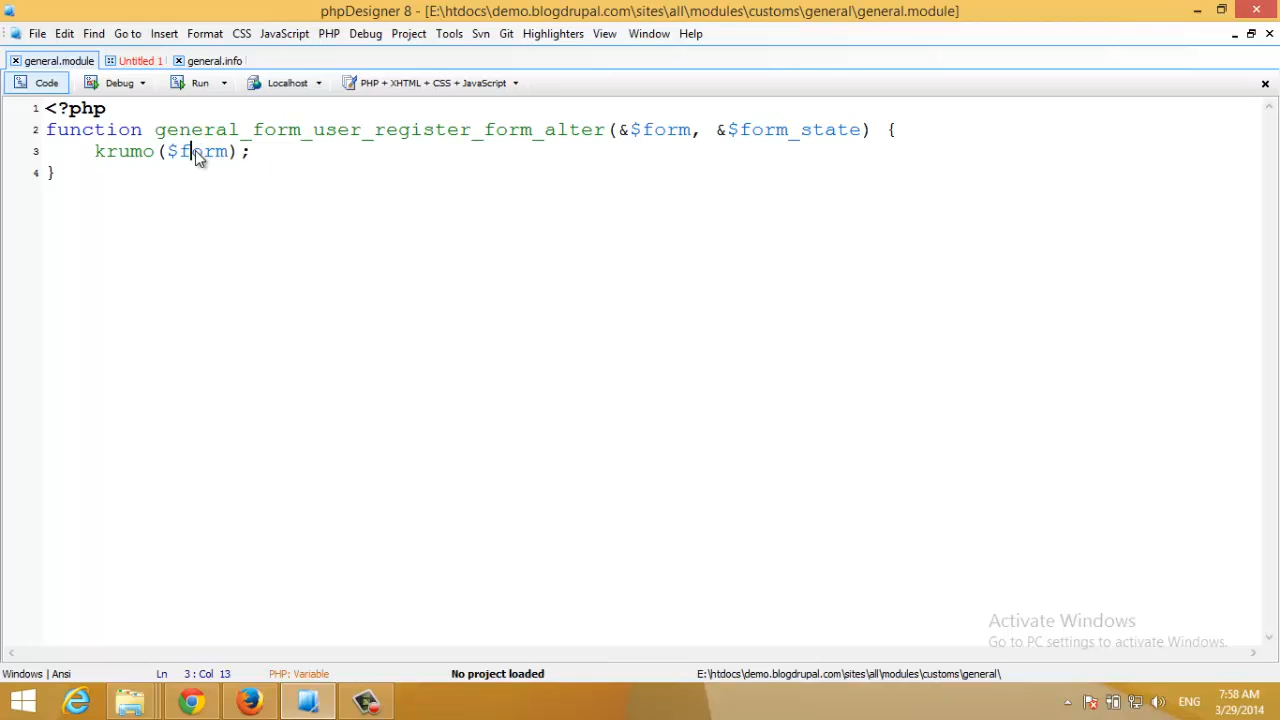 phpDesigner 8 - [E:\htdocs\demo.blogdrupal.com\sites\all\modules\customs\general\general.module]
File Edit Find Go to Insert Format CSS JavaScript PHP Debug Project Tools Svn Git Highlighters View Window Help
general.module Untitled 1 general.info
Code Debug Run Localhost PHP + XHTML + CSS + JavaScript
1 <?php
2 function general_form_user_register_form_alter(&$form, &$form_state) {
3 krumo($form);
4 }
Activate Windows
Go to PC settings to activate Windows.
Windows | Ansi Ln 3 : Col 13 PHP: Variable No project loaded E:\htdocs\demo.blogdrupal.com\sites\all\modules\customs\general\
ENG 7:58 AM
3/29/2014